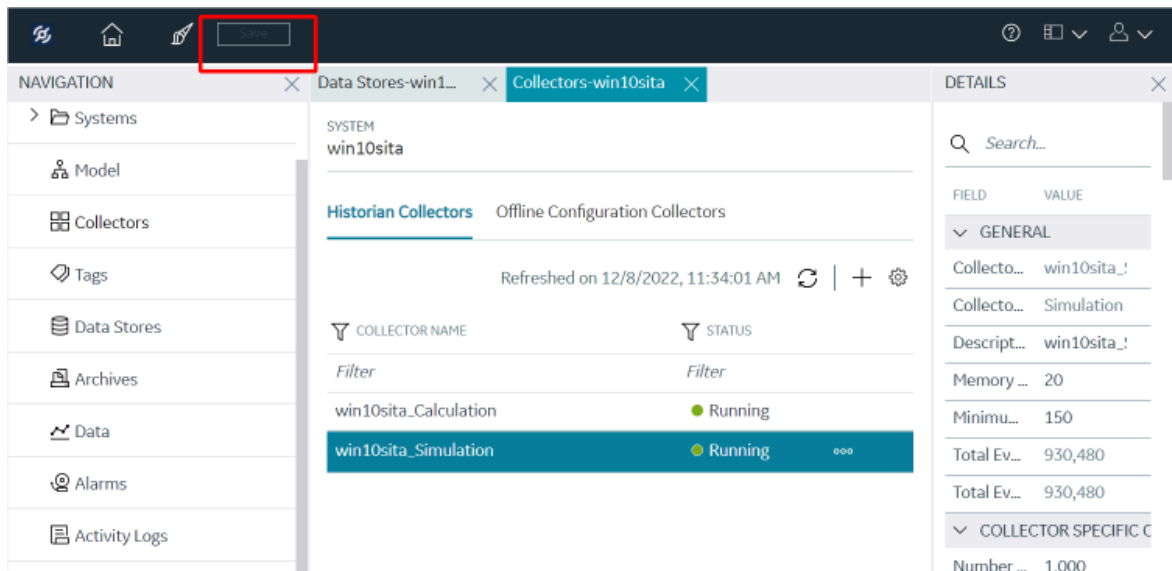 Save
NAVIGATION
Systems
Model
Collectors
Tags
Data Stores
Archives
Data
Alarms
Activity Logs
Data Stores-win1...
Collectors-win10sita
SYSTEM
win10sita
Historian Collectors Offline Configuration Collectors
Refreshed on 12/8/2022, 11:34:01 AM
COLLECTOR NAME STATUS
Filter Filter
win10sita_Calculation Running
win10sita_Simulation Running
DETAILS
Search...
FIELD VALUE
GENERAL
Collecto... win10sita_
Collecto... Simulation
Descript... win10sita_
Memory ... 20
Minimu... 150
Total Ev... 930,480
Total Ev... 930,480
COLLECTOR SPECIFIC C
Number ... 1,000